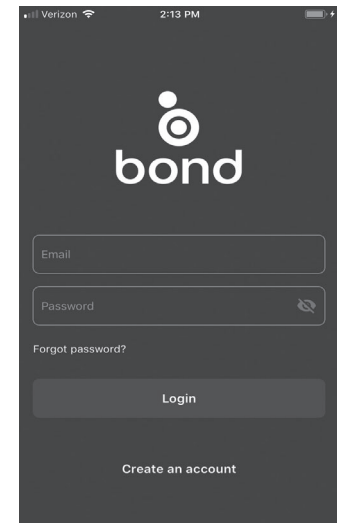 Verizon 2:13 PM
bond
Email
Password
Forgot password?
Login
Create an account